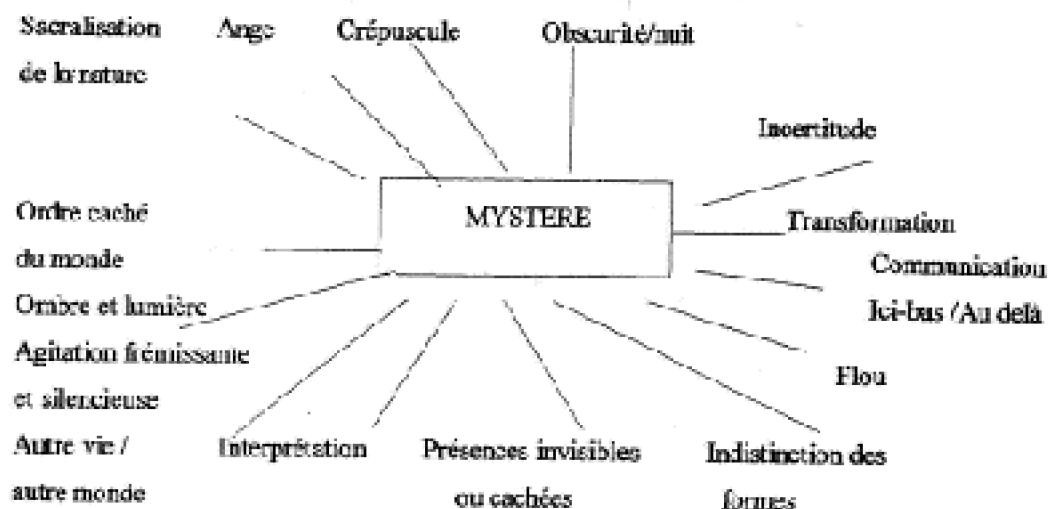 Sacralisation Ange Crépuscule Obscurité/nuit
de la nature
Incertitude
Ordre caché
du monde
MYSTERE
Transformation
Communication
Ici-bas /Au delà
Ombre et lumière
Agitation frémissante
et silencieuse
Flou
Autre vie /
autre monde
Interprétation
Présences invisibles
ou cachées
Indistinction des
formes